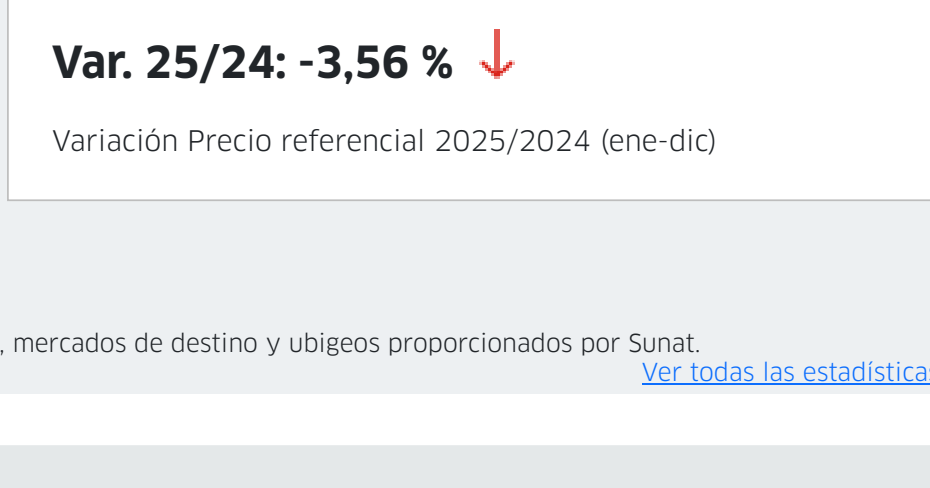 Var. 25/24: -3,56 %
Variación Precio referencial 2025/2024 (ene-dic)
, mercados de destino y ubigeos proporcionados por Sunat.
Ver todas las estadísticas